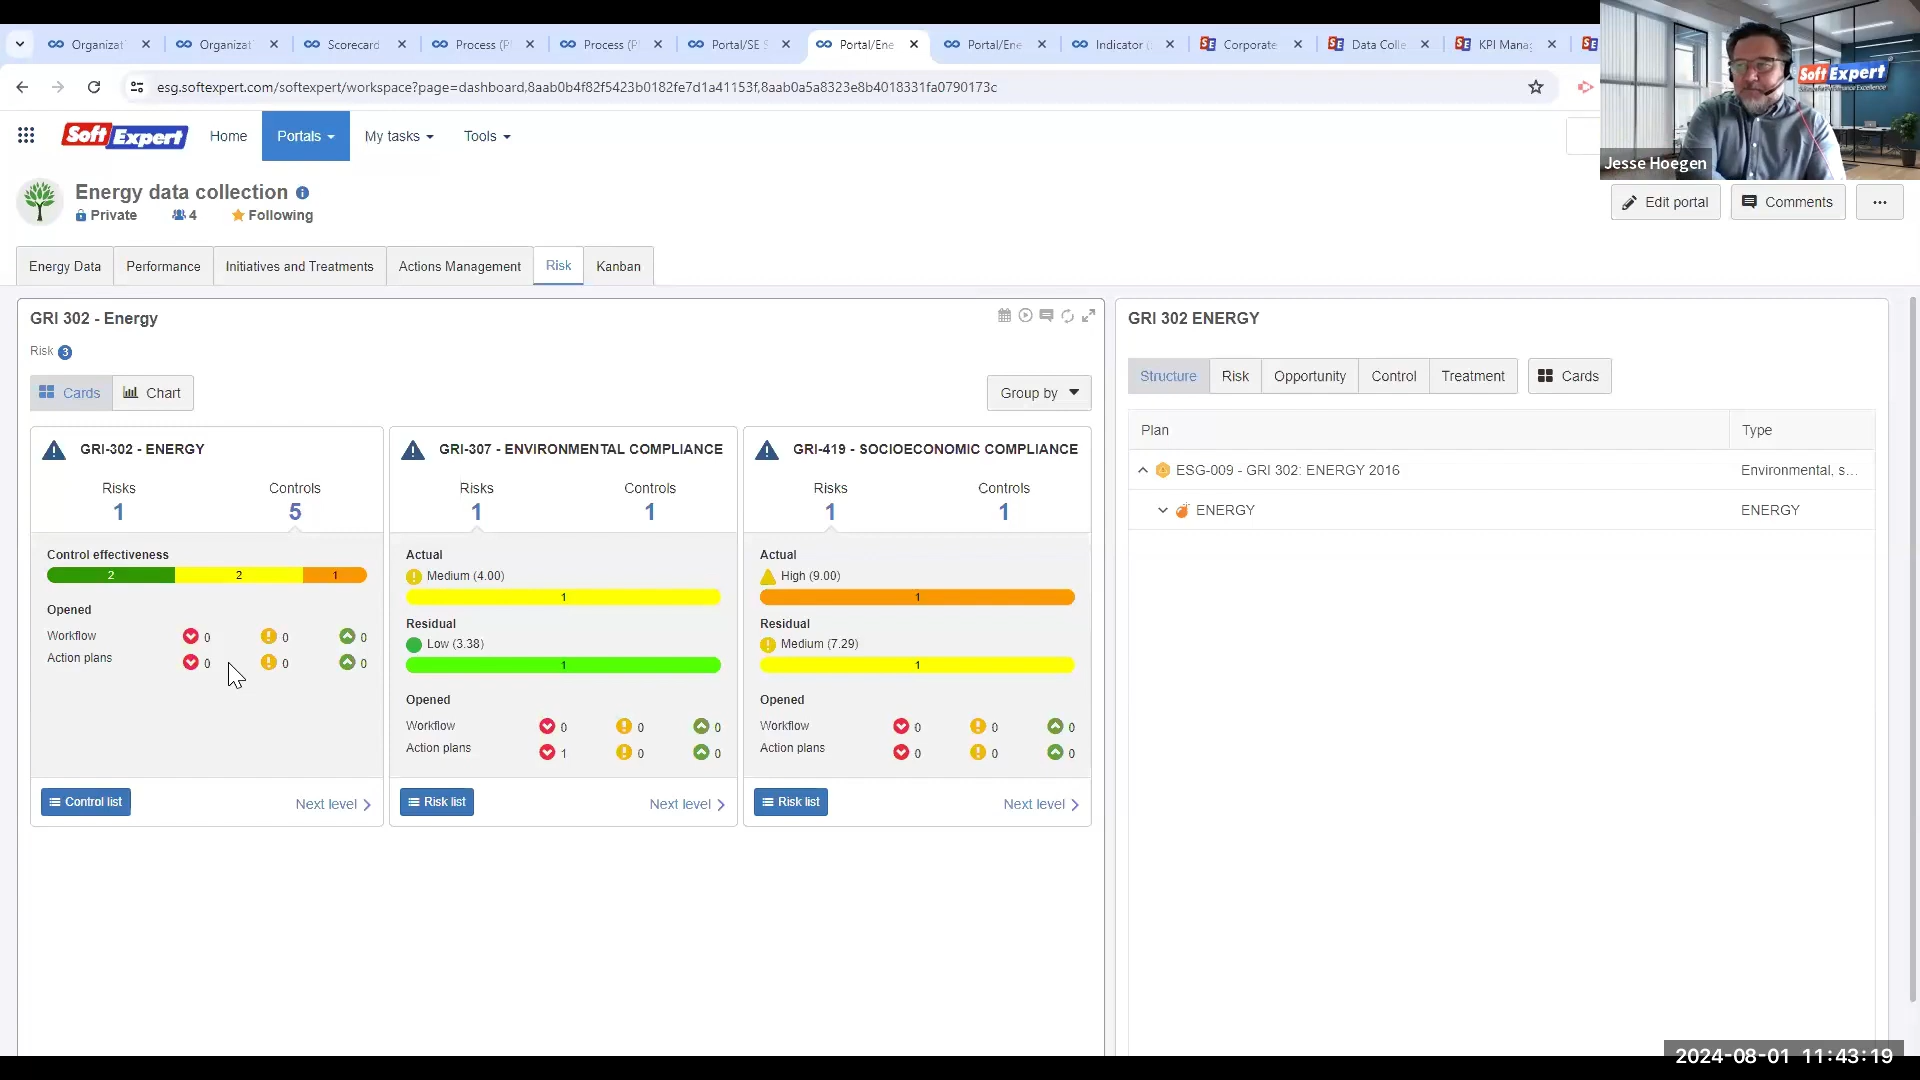 Organizat
Organizat
Scorecard
Process (P
Process (P
Portal/SE S
Portal/Ene
Portal/Ene
Indicator (
Corporate
Data Colle
KPI Mana
esg.softexpert.com/softexpert/workspace?page=dashboard,8aab0b4f82f5423b0182fe7d1a41153f,8aab0a5a8323e8b4018331fa0790173c
SoftExpert
Jesse Hoegen
SoftExpert
Home
Portals
My tasks
Tools
Energy data collection
Private
4
Following
Edit portal
Comments
Energy Data
Performance
Initiatives and Treatments
Actions Management
Risk
Kanban
GRI 302 - Energy
Risk 3
Cards
Chart
Group by
GRI-302 - ENERGY
Risks
Controls
1
5
Control effectiveness
2
2
1
Opened
Workflow 0 0 0
Action plans 0 0 0
Control list
Next level
GRI-307 - ENVIRONMENTAL COMPLIANCE
Risks
Controls
1
1
Actual
Medium (4.00)
1
Residual
Low (3.38)
1
Opened
Workflow 0 0 0
Action plans 1 0 0
Risk list
Next level
GRI-419 - SOCIOECONOMIC COMPLIANCE
Risks
Controls
1
1
Actual
High (9.00)
1
Residual
Medium (7.29)
1
Opened
Workflow 0 0 0
Action plans 0 0 0
Risk list
Next level
GRI 302 ENERGY
Structure
Risk
Opportunity
Control
Treatment
Cards
Plan
Type
ESG-009 - GRI 302: ENERGY 2016
Environmental, s...
ENERGY
ENERGY
2024-08-01 11:43:19